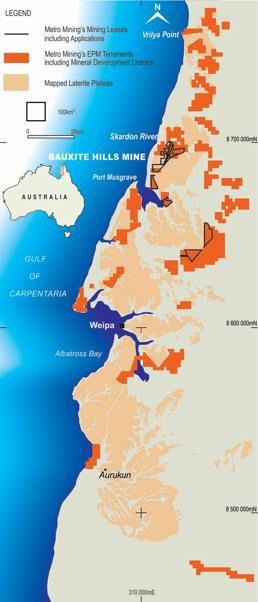 LEGEND
Metro Mining's Mining Leases
including Applications
Metro Mining's EPM Tenements
including Mineral Development Licence
Mapped Laterite Plateau
100km²
0 25km
Vrilya Point
Skardon River
8 700 000mN
BAUXITE HILLS MINE
Port Musgrave
AUSTRALIA
GULF
OF
CARPENTARIA
8 600 000mN
Weipa
Albatross Bay
Aurukun
8 500 000mN
310 000mE